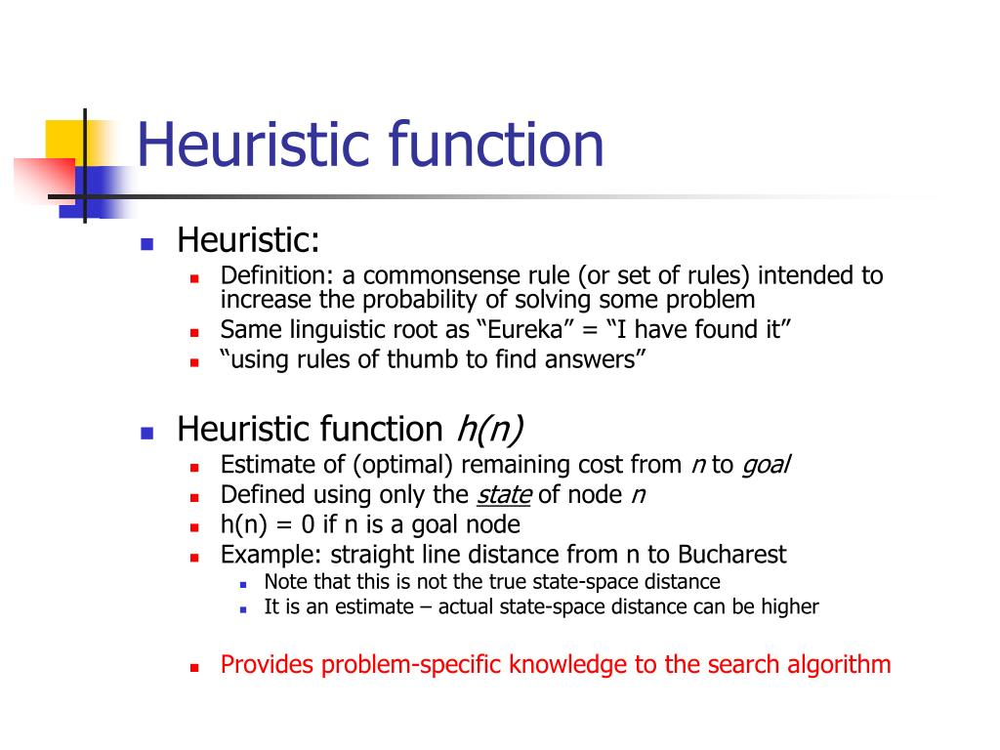 Heuristic function
Heuristic:
Definition: a commonsense rule (or set of rules) intended to
increase the probability of solving some problem
Same linguistic root as “Eureka” = “I have found it”
“using rules of thumb to find answers”
Heuristic function h(n)
Estimate of (optimal) remaining cost from n to goal
Defined using only the state of node n
h(n) = 0 if n is a goal node
Example: straight line distance from n to Bucharest
Note that this is not the true state-space distance
It is an estimate – actual state-space distance can be higher
Provides problem-specific knowledge to the search algorithm